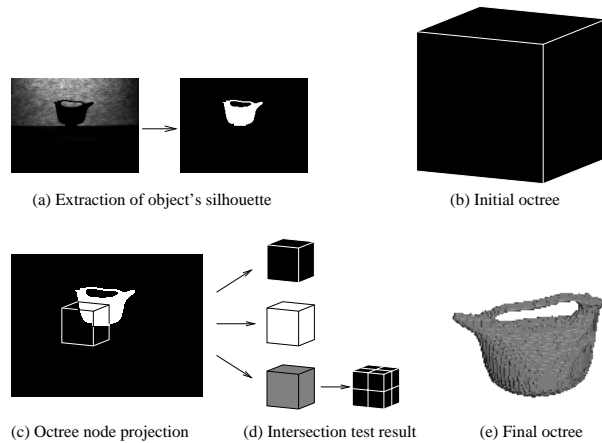 (a) Extraction of object's silhouette
(b) Initial octree
(c) Octree node projection
(d) Intersection test result
(e) Final octree